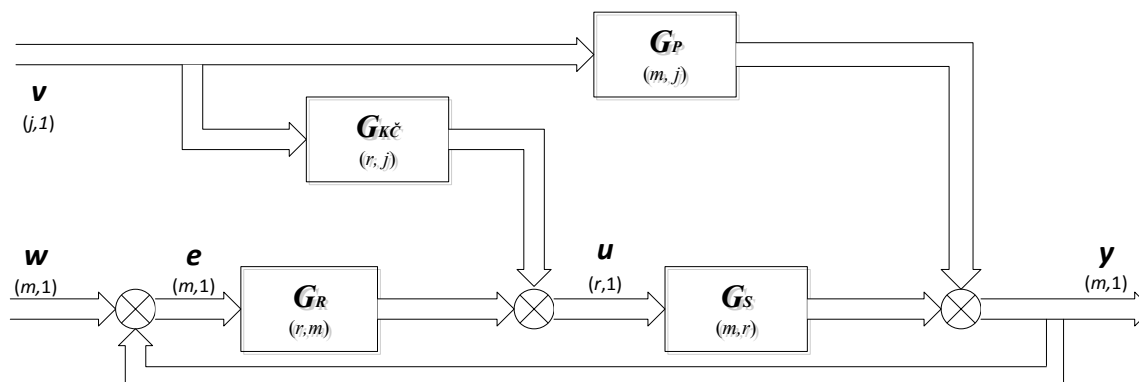 G_P
(m, j)
v
(j,1)
G_KČ
(r, j)
w
(m,1)
e
(m,1)
G_R
(r,m)
u
(r,1)
G_S
(m,r)
y
(m,1)